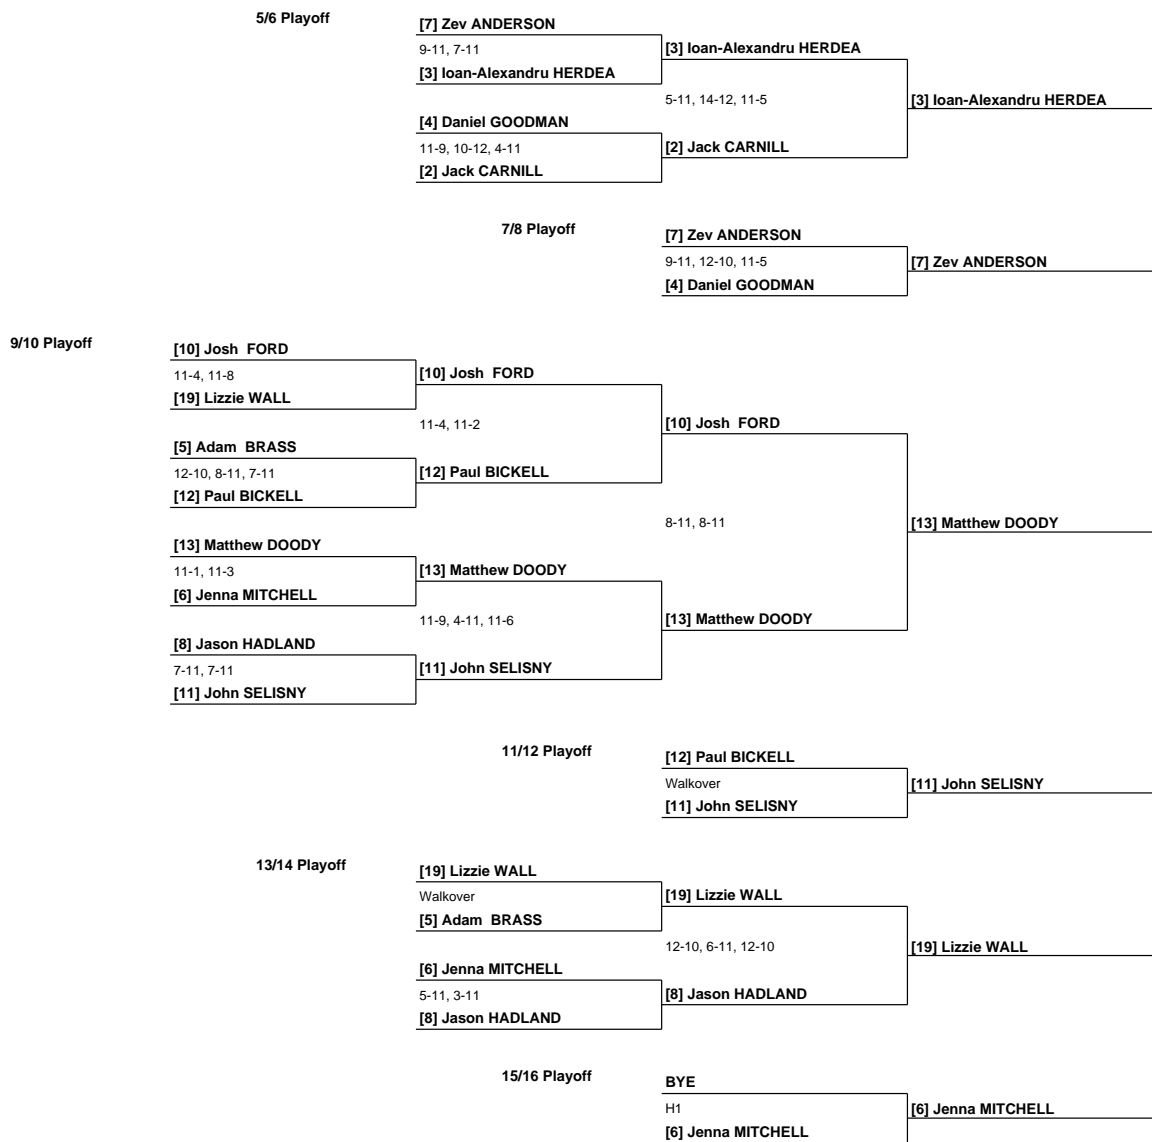 5/6 Playoff
[7] Zev ANDERSON
9-11, 7-11
[3] Ioan-Alexandru HERDEA
[3] Ioan-Alexandru HERDEA
5-11, 14-12, 11-5
[3] Ioan-Alexandru HERDEA
[4] Daniel GOODMAN
11-9, 10-12, 4-11
[2] Jack CARNILL
[2] Jack CARNILL
7/8 Playoff
[7] Zev ANDERSON
9-11, 12-10, 11-5
[7] Zev ANDERSON
[4] Daniel GOODMAN
9/10 Playoff
[10] Josh FORD
11-4, 11-8
[10] Josh FORD
[19] Lizzie WALL
11-4, 11-2
[10] Josh FORD
[5] Adam BRASS
12-10, 8-11, 7-11
[12] Paul BICKELL
[12] Paul BICKELL
8-11, 8-11
[13] Matthew DOODY
[13] Matthew DOODY
11-1, 11-3
[13] Matthew DOODY
[6] Jenna MITCHELL
11-9, 4-11, 11-6
[13] Matthew DOODY
[8] Jason HADLAND
7-11, 7-11
[11] John SELISNY
[11] John SELISNY
11/12 Playoff
[12] Paul BICKELL
Walkover
[11] John SELISNY
[11] John SELISNY
13/14 Playoff
[19] Lizzie WALL
Walkover
[19] Lizzie WALL
[5] Adam BRASS
12-10, 6-11, 12-10
[19] Lizzie WALL
[6] Jenna MITCHELL
5-11, 3-11
[8] Jason HADLAND
[8] Jason HADLAND
15/16 Playoff
BYE
H1
[6] Jenna MITCHELL
[6] Jenna MITCHELL